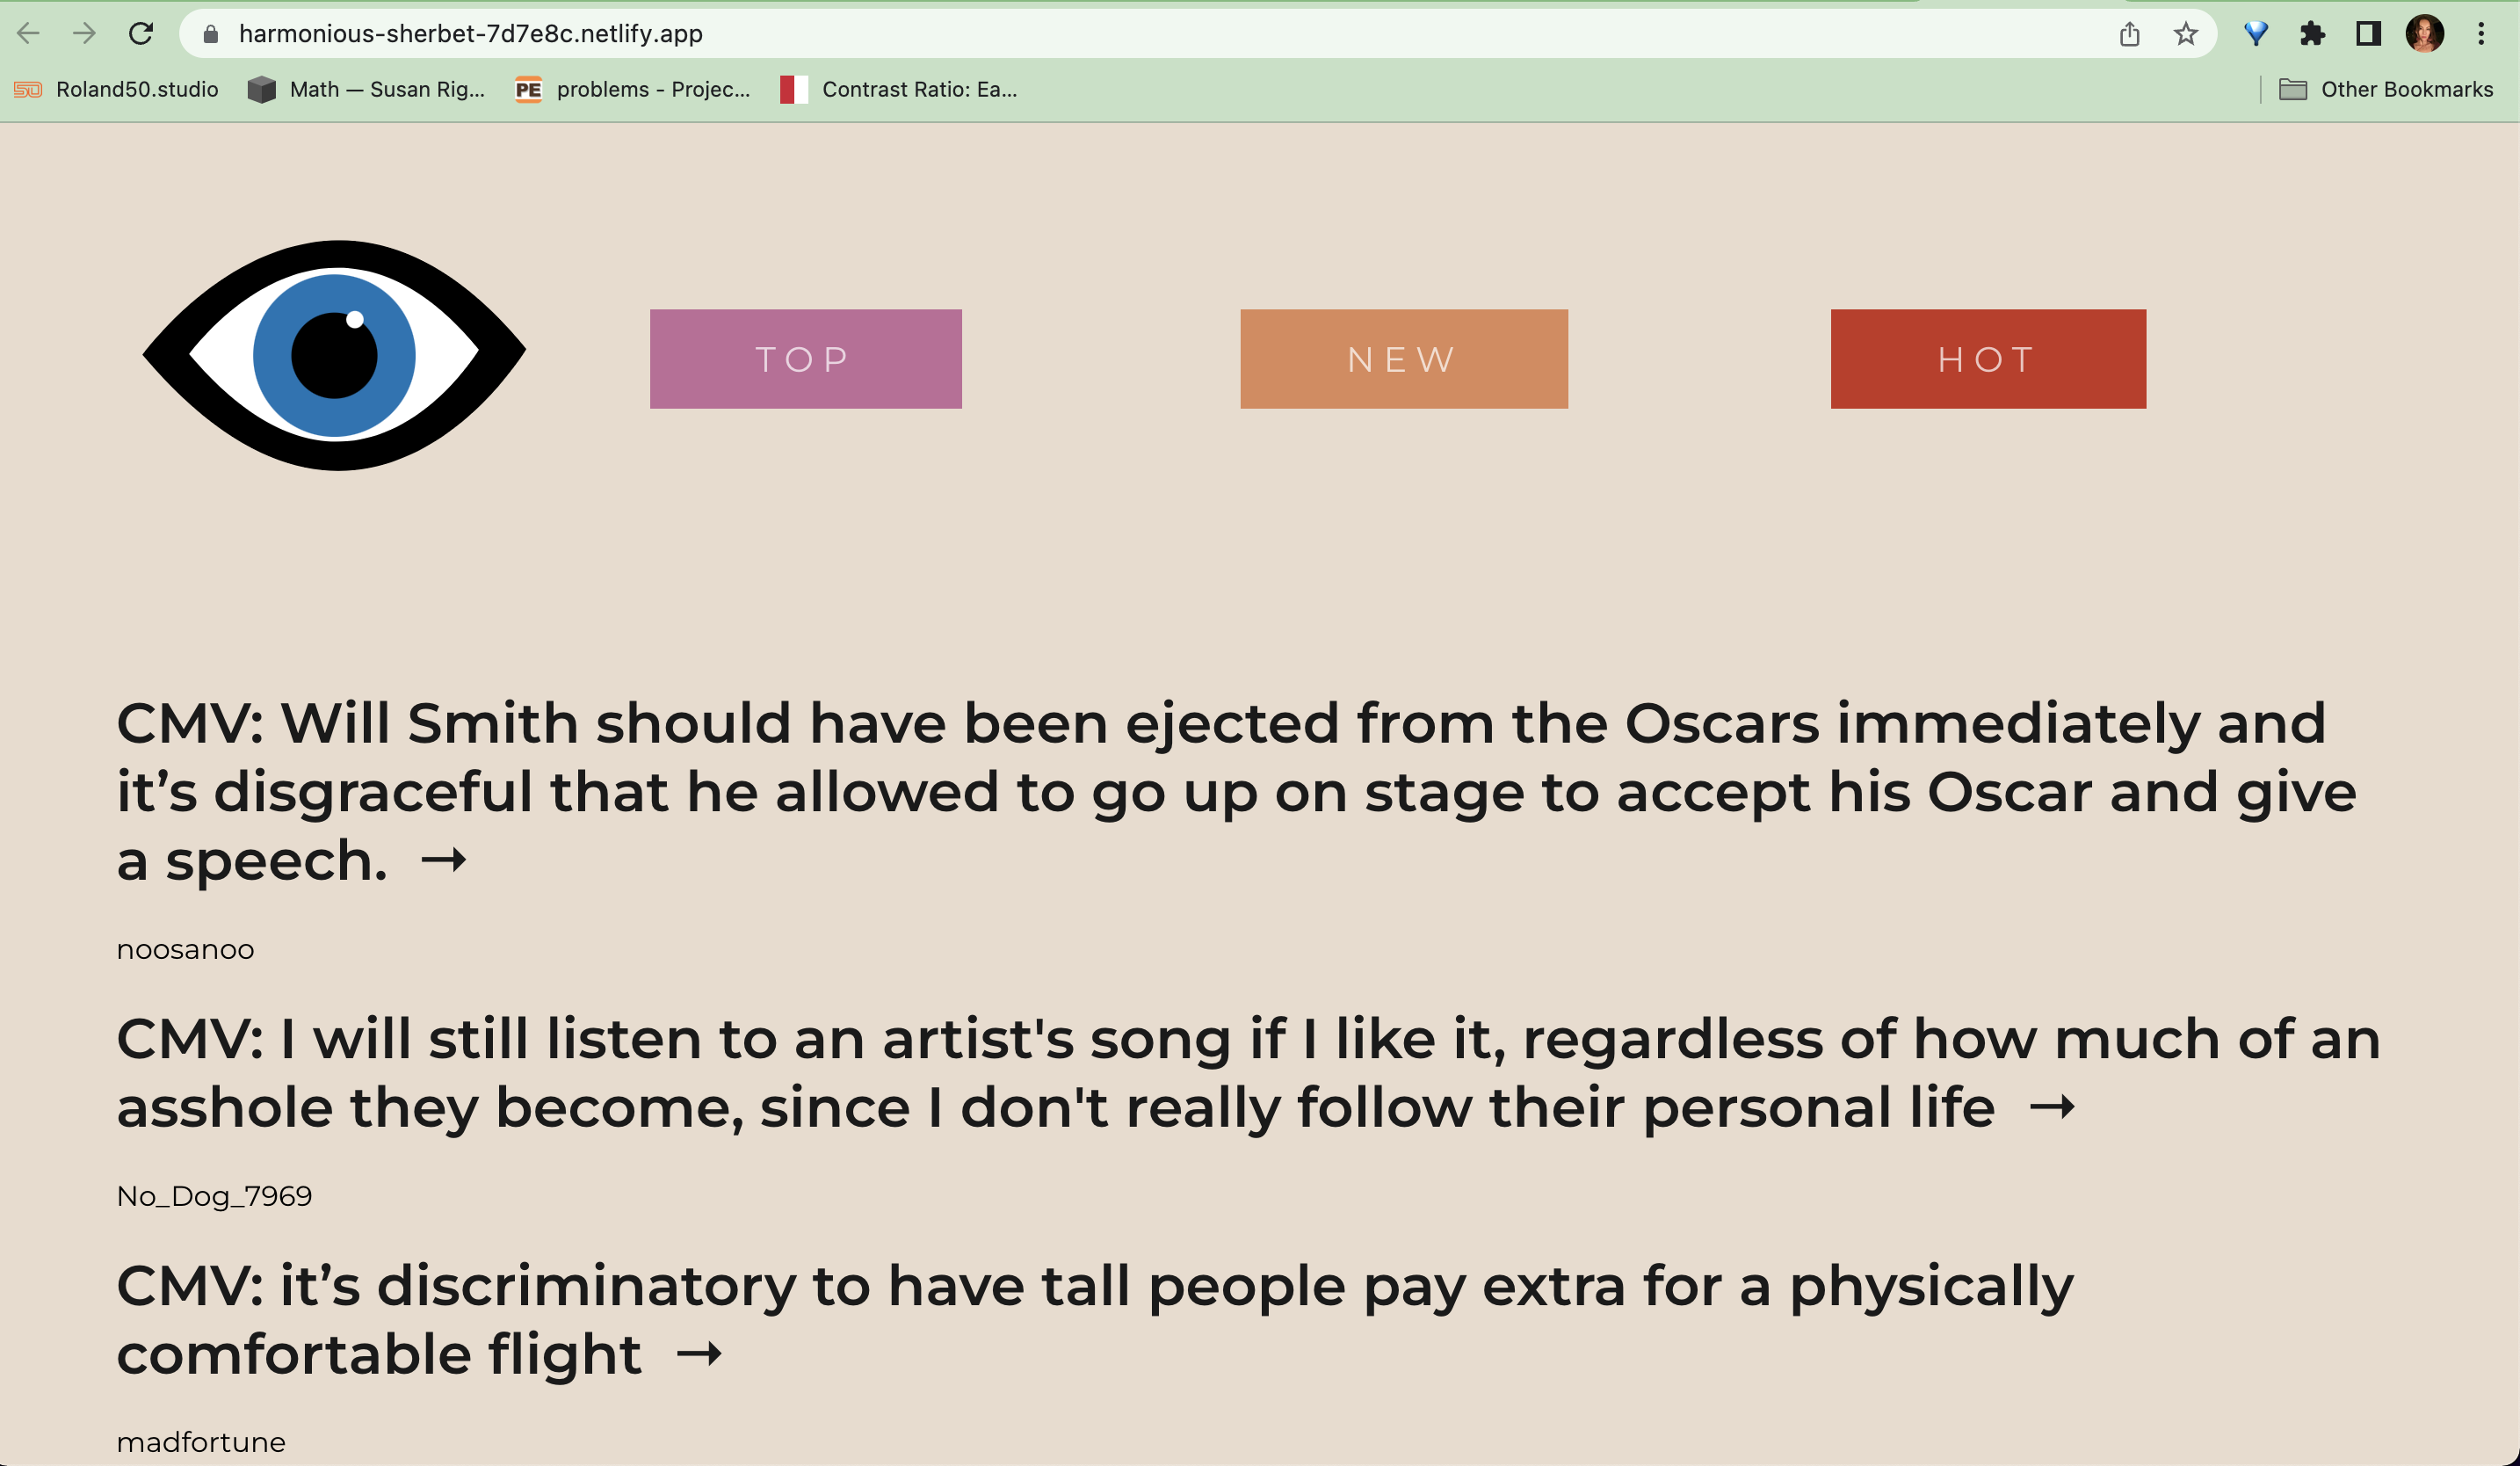 harmonious-sherbet-7d7e8c.netlify.app
50 Roland50.studio Math — Susan Rig... PE problems - Projec... Contrast Ratio: Ea... Other Bookmarks
TOP NEW HOT
CMV: Will Smith should have been ejected from the Oscars immediately and
it’s disgraceful that he allowed to go up on stage to accept his Oscar and give
a speech. →
noosanoo
CMV: I will still listen to an artist's song if I like it, regardless of how much of an
asshole they become, since I don't really follow their personal life →
No_Dog_7969
CMV: it’s discriminatory to have tall people pay extra for a physically
comfortable flight →
madfortune